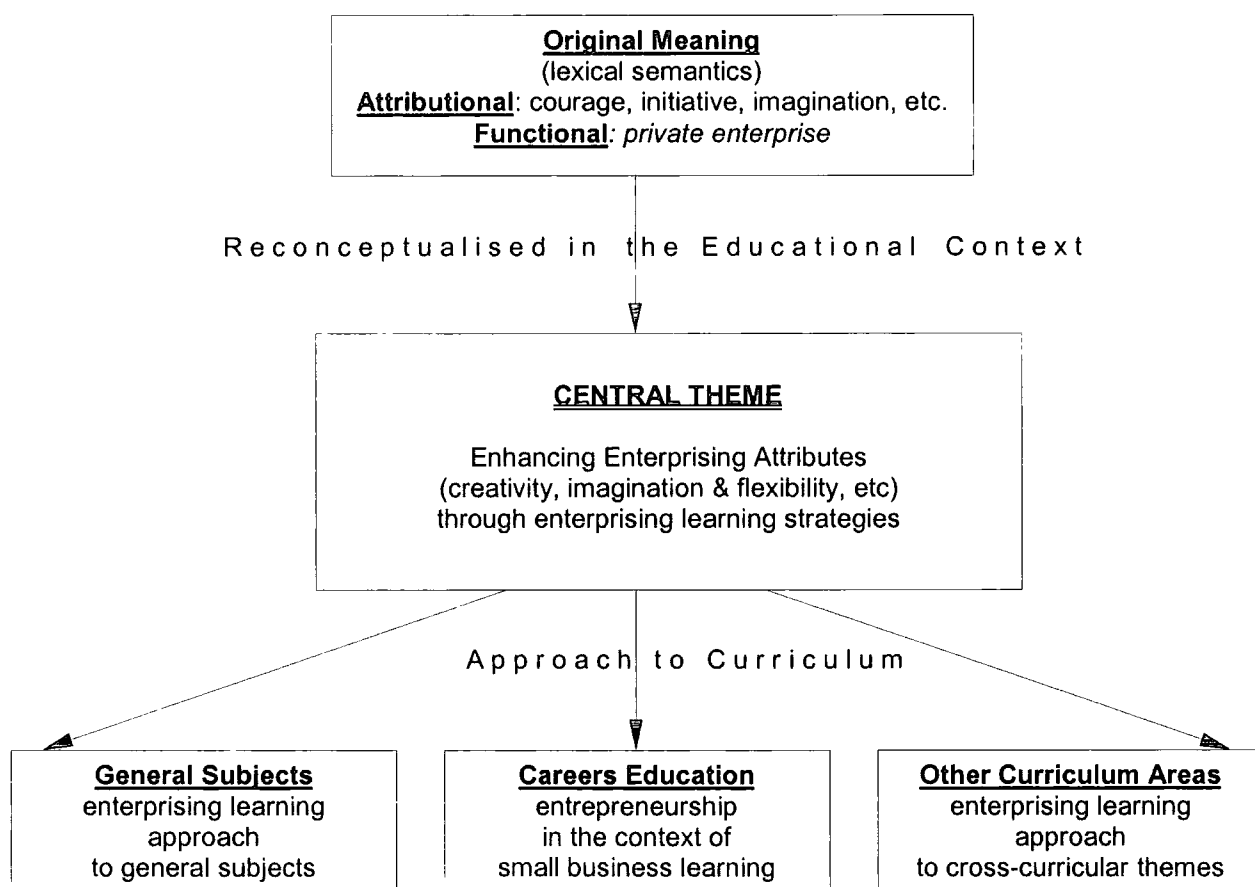 Original Meaning
(lexical semantics)
Attributional: courage, initiative, imagination, etc.
Functional: private enterprise
Reconceptualised in the Educational Context
CENTRAL THEME
Enhancing Enterprising Attributes
(creativity, imagination & flexibility, etc)
through enterprising learning strategies
Approach to Curriculum
General Subjects
enterprising learning
approach
to general subjects
Careers Education
entrepreneurship
in the context of
small business learning
Other Curriculum Areas
enterprising learning
approach
to cross-curricular themes